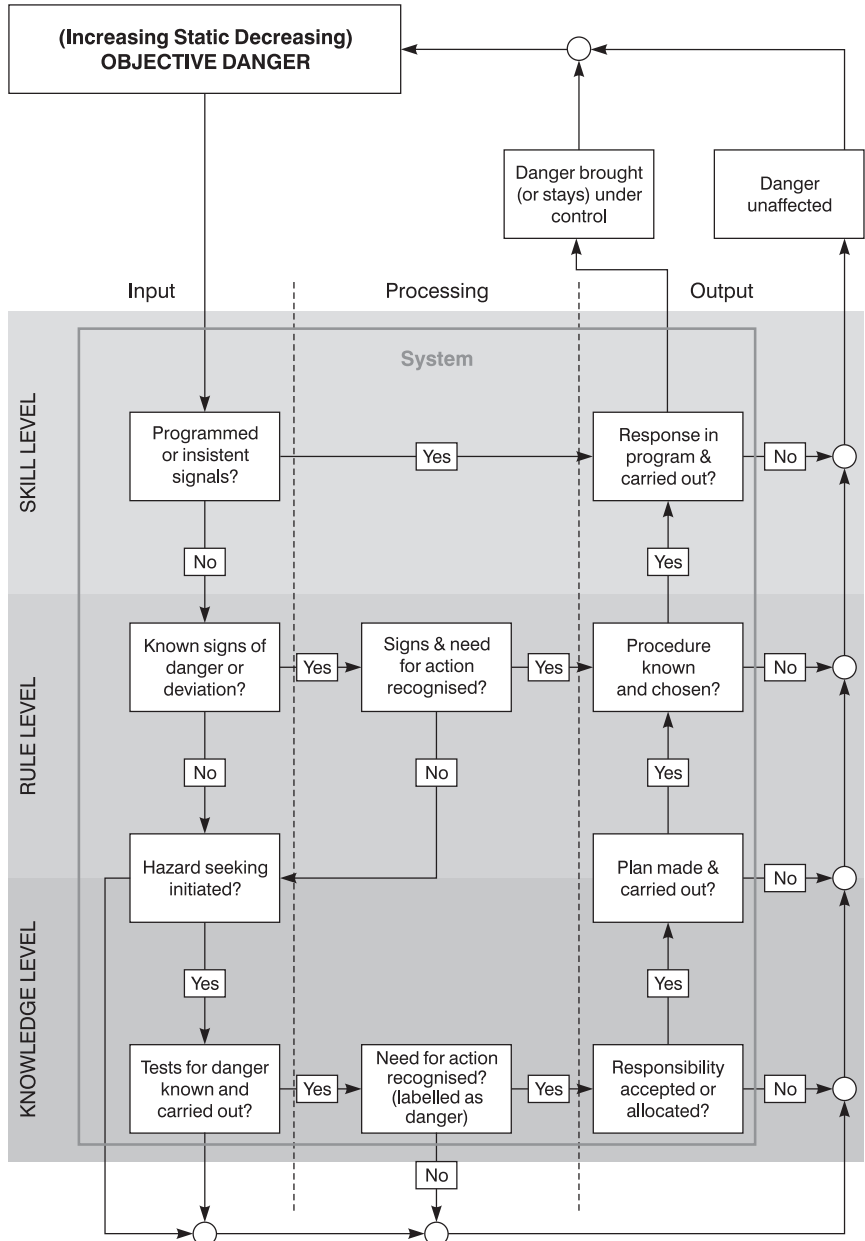 (Increasing Static Decreasing)
OBJECTIVE DANGER
Danger brought
(or stays) under
control
Danger
unaffected
Input
Processing
Output
System
SKILL LEVEL
Programmed
or insistent
signals?
Yes
Response in
program &
carried out?
No
No
Yes
RULE LEVEL
Known signs of
danger or
deviation?
Yes
Signs & need
for action
recognised?
Yes
Procedure
known
and chosen?
No
No
No
Yes
Hazard seeking
initiated?
Plan made &
carried out?
No
KNOWLEDGE LEVEL
Yes
Yes
Tests for danger
known and
carried out?
Yes
Need for action
recognised?
(labelled as
danger)
Yes
Responsibility
accepted or
allocated?
No
No